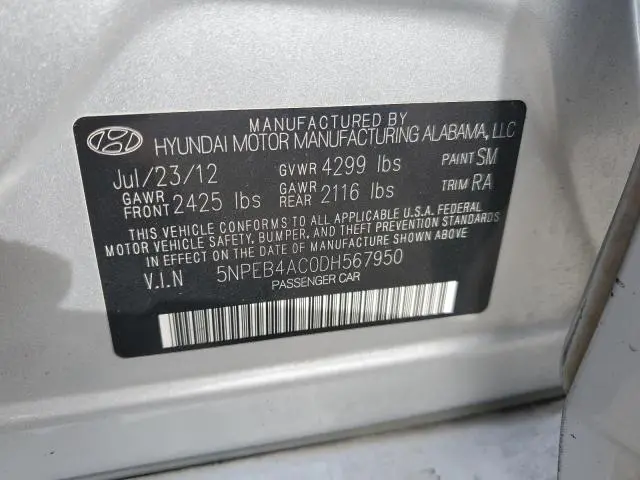 MANUFACTURED BY
HYUNDAI MOTOR MANUFACTURING ALABAMA, LLC
Jul/23/12 GVWR 4299 lbs PAINT SM
GAWR FRONT 2425 lbs GAWR REAR 2116 lbs TRIM RA
THIS VEHICLE CONFORMS TO ALL APPLICABLE U.S.A. FEDERAL
MOTOR VEHICLE SAFETY, BUMPER, AND THEFT PREVENTION STANDARDS
IN EFFECT ON THE DATE OF MANUFACTURE SHOWN ABOVE.
V.I.N 5NPEB4AC0DH567950
PASSENGER CAR